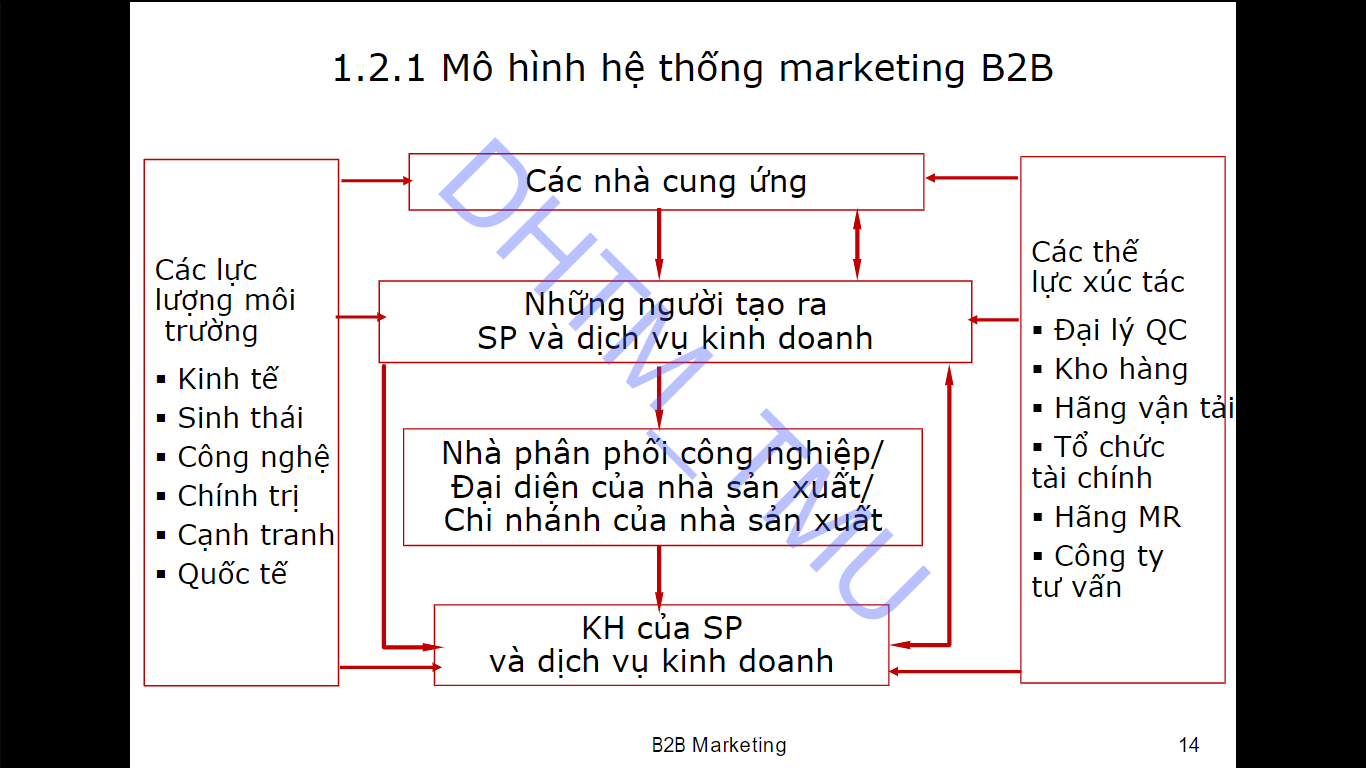 1.2.1 Mô hình hệ thống marketing B2B
Các lực
lượng môi
trường
▪ Kinh tế
▪ Sinh thái
▪ Công nghệ
▪ Chính trị
▪ Cạnh tranh
▪ Quốc tế
Các nhà cung ứng
Những người tạo ra
SP và dịch vụ kinh doanh
Nhà phân phối công nghiệp/
Đại diện của nhà sản xuất/
Chi nhánh của nhà sản xuất
KH của SP
và dịch vụ kinh doanh
Các thế
lực xúc tác
▪ Đại lý QC
▪ Kho hàng
▪ Hãng vận tải
▪ Tổ chức
tài chính
▪ Hãng MR
▪ Công ty
tư vấn
DHTM_TMU
B2B Marketing
14